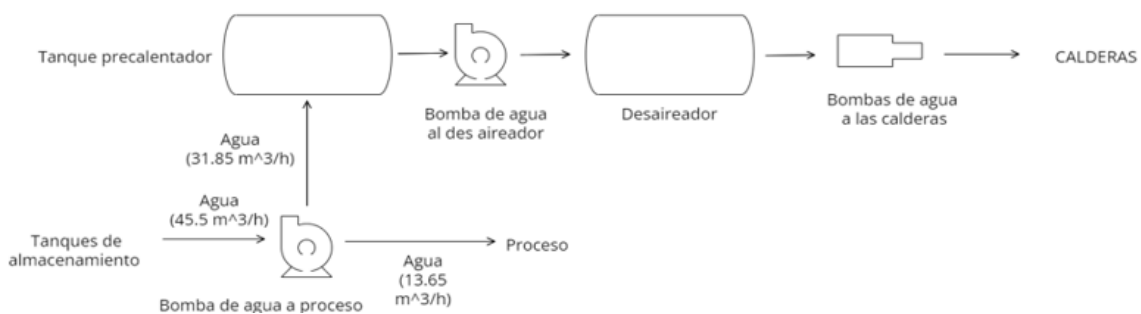 Tanque precalentador
CALDERAS
Bomba de agua
al des aireador
Desaireador
Bombas de agua
a las calderas
Agua
(31.85 m^3/h)
Agua
(45.5 m^3/h)
Tanques de
almacenamiento
Proceso
Agua
(13.65
m^3/h)
Bomba de agua a proceso